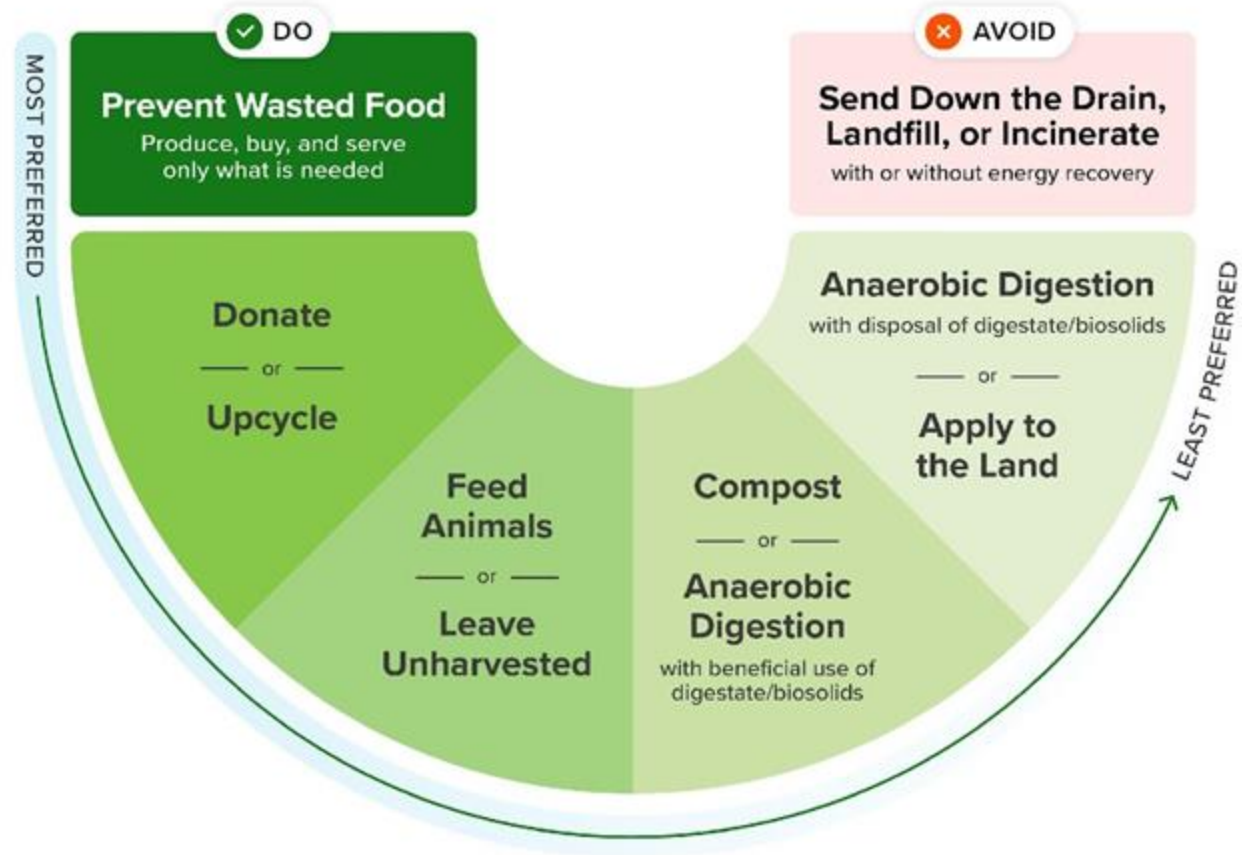 DO
Prevent Wasted Food
Produce, buy, and serve
only what is needed
MOST PREFERRED
Donate
or
Upcycle
Feed
Animals
or
Leave
Unharvested
Compost
or
Anaerobic
Digestion
with beneficial use of
digestate/biosolids
Anaerobic Digestion
with disposal of digestate/biosolids
or
Apply to
the Land
LEAST PREFERRED
AVOID
Send Down the Drain,
Landfill, or Incinerate
with or without energy recovery